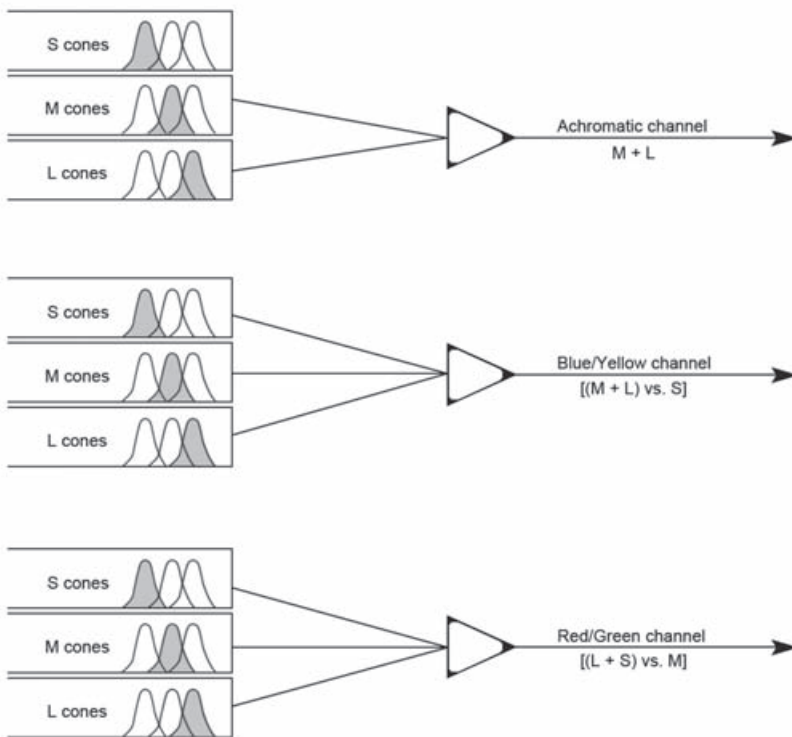 S cones
M cones
L cones
Achromatic channel
M + L
S cones
M cones
L cones
Blue/Yellow channel
[(M + L) vs. S]
S cones
M cones
L cones
Red/Green channel
[(L + S) vs. M]